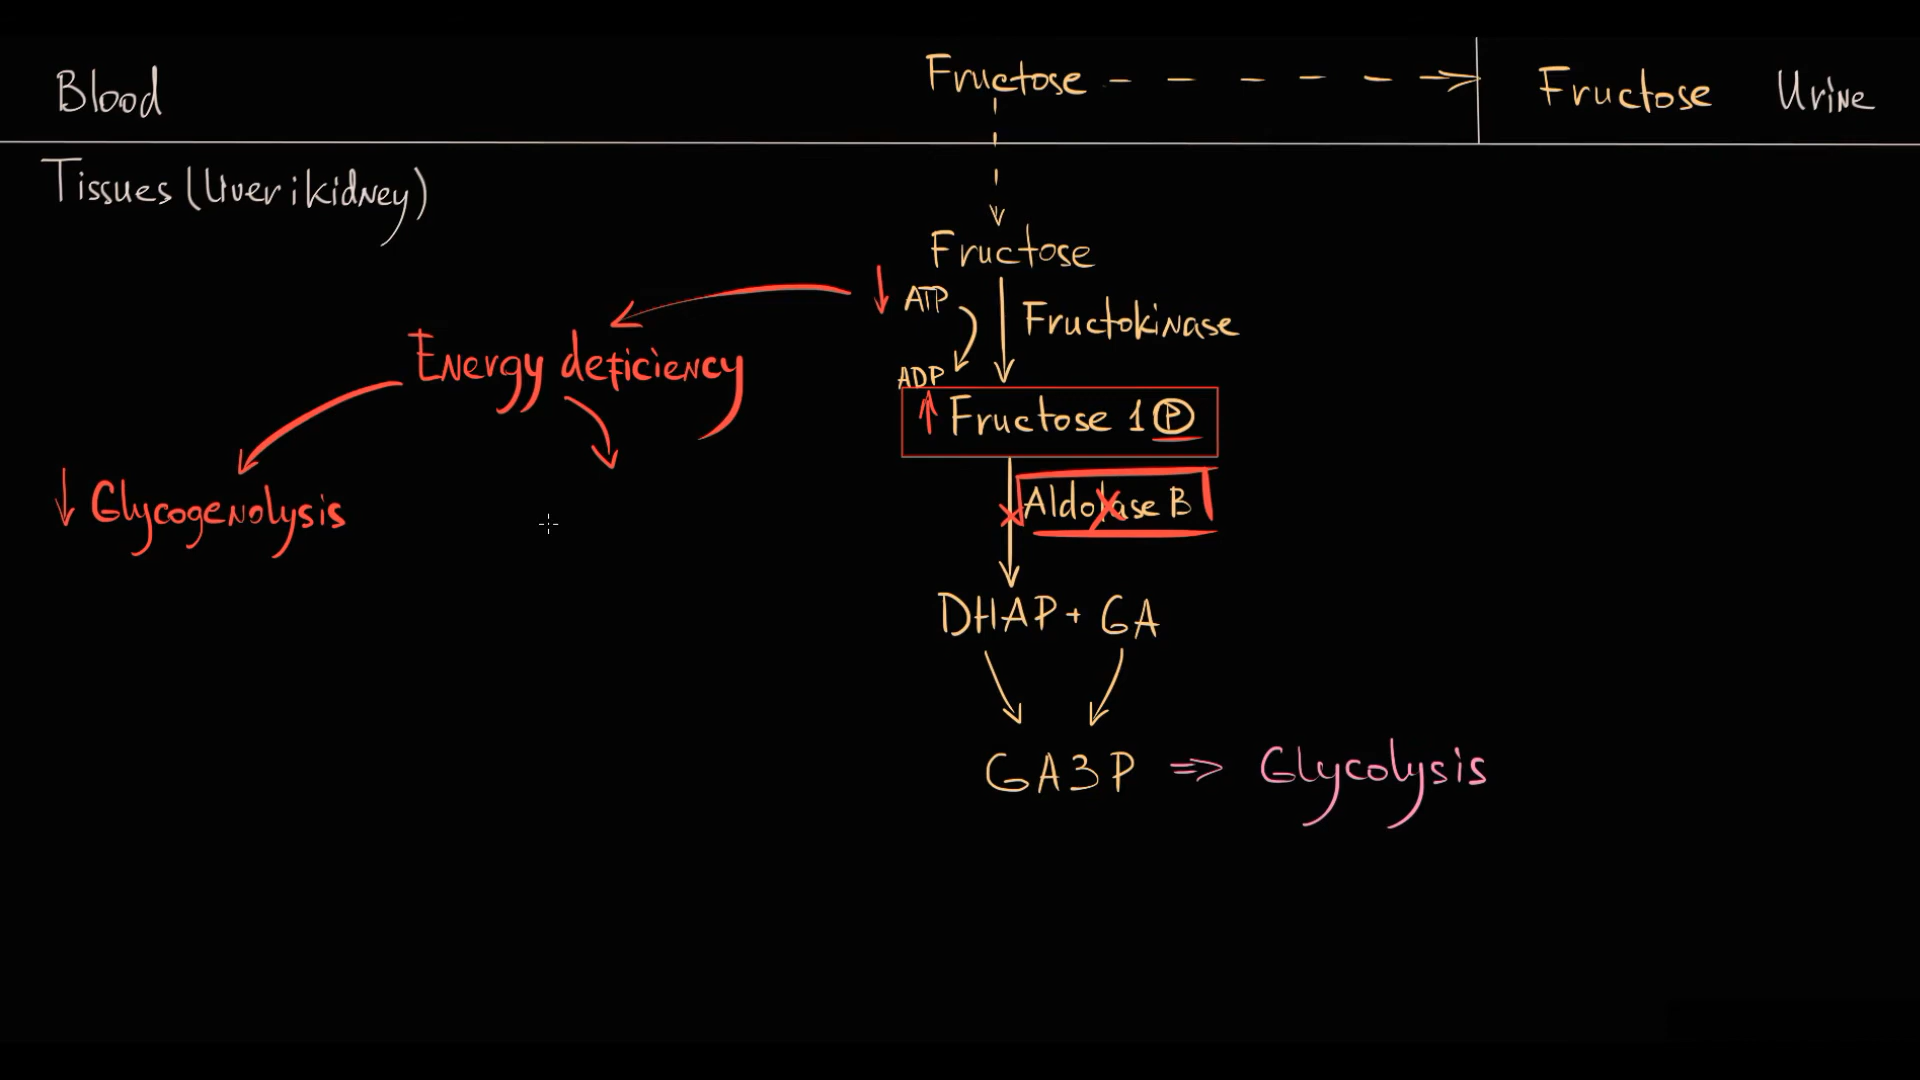 Blood
Fructose
Fructose Urine
Tissues (liver i kidney)
Fructose
ATP
Fructokinase
ADP
Energy deficiency
Fructose 1 P
Glycogenolysis
Aldolase B
DHAP + GA
GA3P => Glycolysis